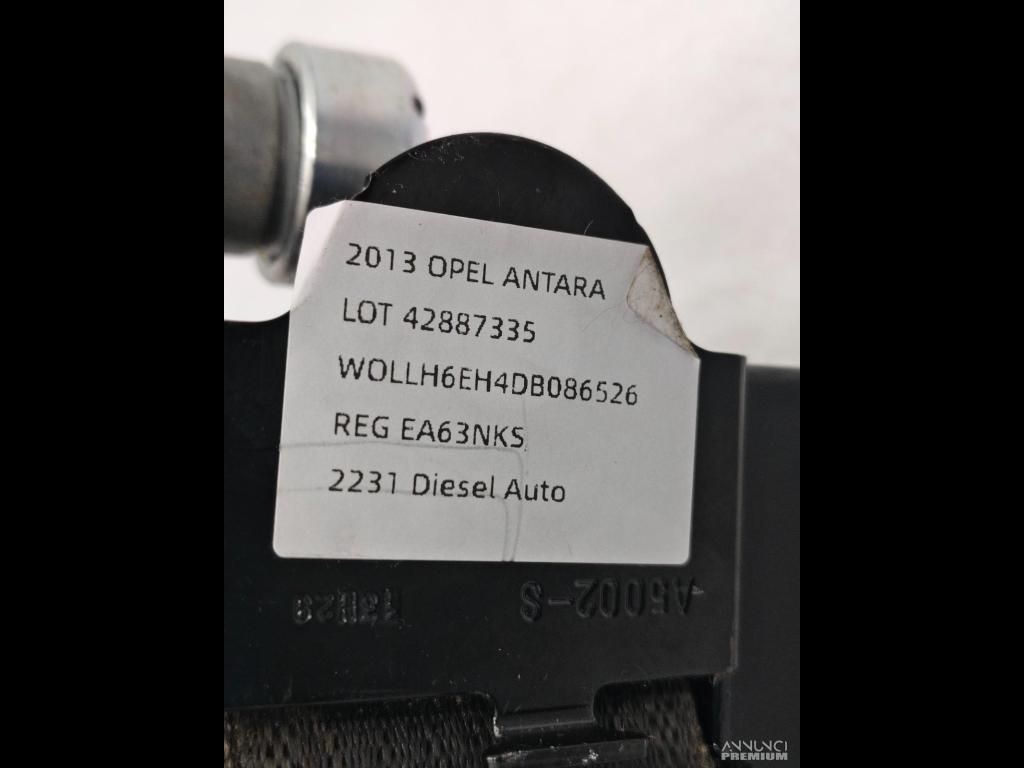 2013 OPEL ANTARA
LOT 42887335
WOLLH6EH4DB086526
REG EA63NKS
2231 Diesel Auto
A5002-S
ANNUNCI
PREMIUM